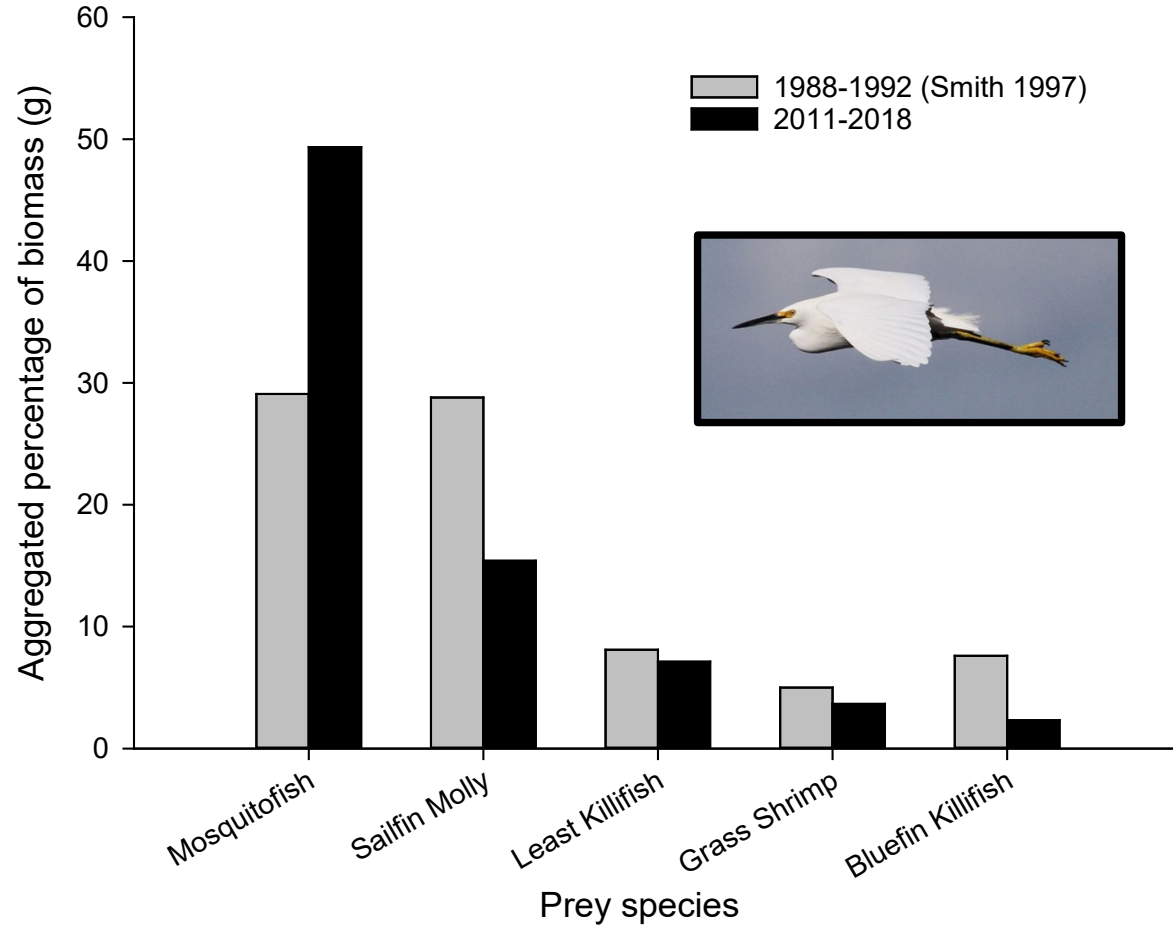 Aggregated percentage of biomass (g)
60
50
40
30
20
10
0
1988-1992 (Smith 1997)
2011-2018
Mosquitofish
Sailfin Molly
Least Killifish
Grass Shrimp
Bluefin Killifish
Prey species